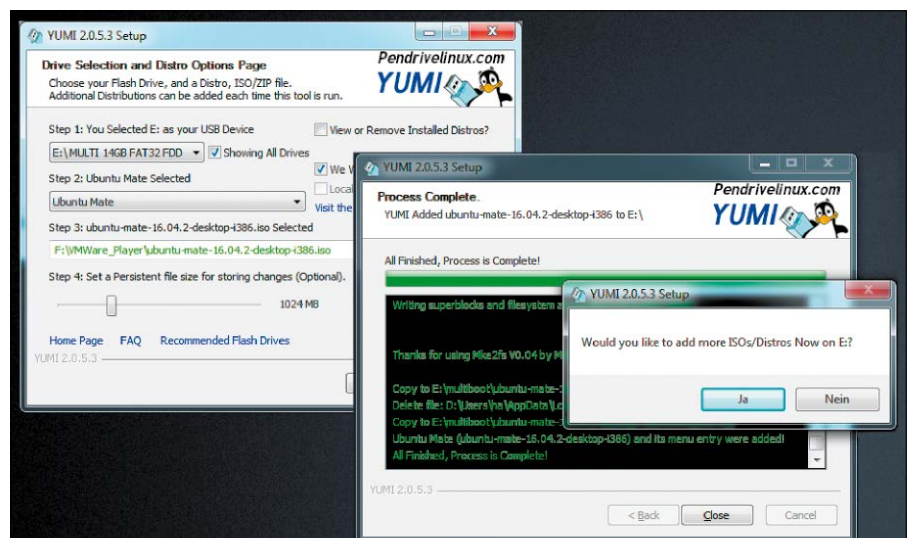 YUMI 2.0.5.3 Setup
Drive Selection and Distro Options Page
Choose your Flash Drive, and a Distro, ISO/ZIP file.
Additional Distributions can be added each time this tool is run.
Pendrivelinux.com
YUMI
Step 1: You Selected E: as your USB Device
View or Remove Installed Distros?
E:\MULTI 14GB FAT32 FDD
Showing All Drives
We W
Step 2: Ubuntu Mate Selected
Local
Ubuntu Mate
Visit the
Step 3: ubuntu-mate-16.04.2-desktop-i386.iso Selected
F:\VMWare_Player\ubuntu-mate-16.04.2-desktop-i386.iso
Step 4: Set a Persistent file size for storing changes (Optional).
1024 MB
Home Page FAQ Recommended Flash Drives
YUMI 2.0.5.3
YUMI 2.0.5.3 Setup
Process Complete.
YUMI Added ubuntu-mate-16.04.2-desktop-i386 to E:\
Pendrivelinux.com
YUMI
All Finished, Process is Complete!
Writing superblocks and filesystem a
Thanks for using Mke2fs V0.04 by M
Copy to E:\multiboot\ubuntu-mate-1
Delete file: D:\Users\ha\AppData\Lo
Copy to E:\multiboot\ubuntu-mate-
Ubuntu Mate (ubuntu-mate-16.04.2-desktop-i386) and its menu entry were added!
All Finished, Process is Complete!
YUMI 2.0.5.3
< Back Close Cancel
YUMI 2.0.5.3 Setup
Would you like to add more ISOs/Distros Now on E:?
Ja Nein